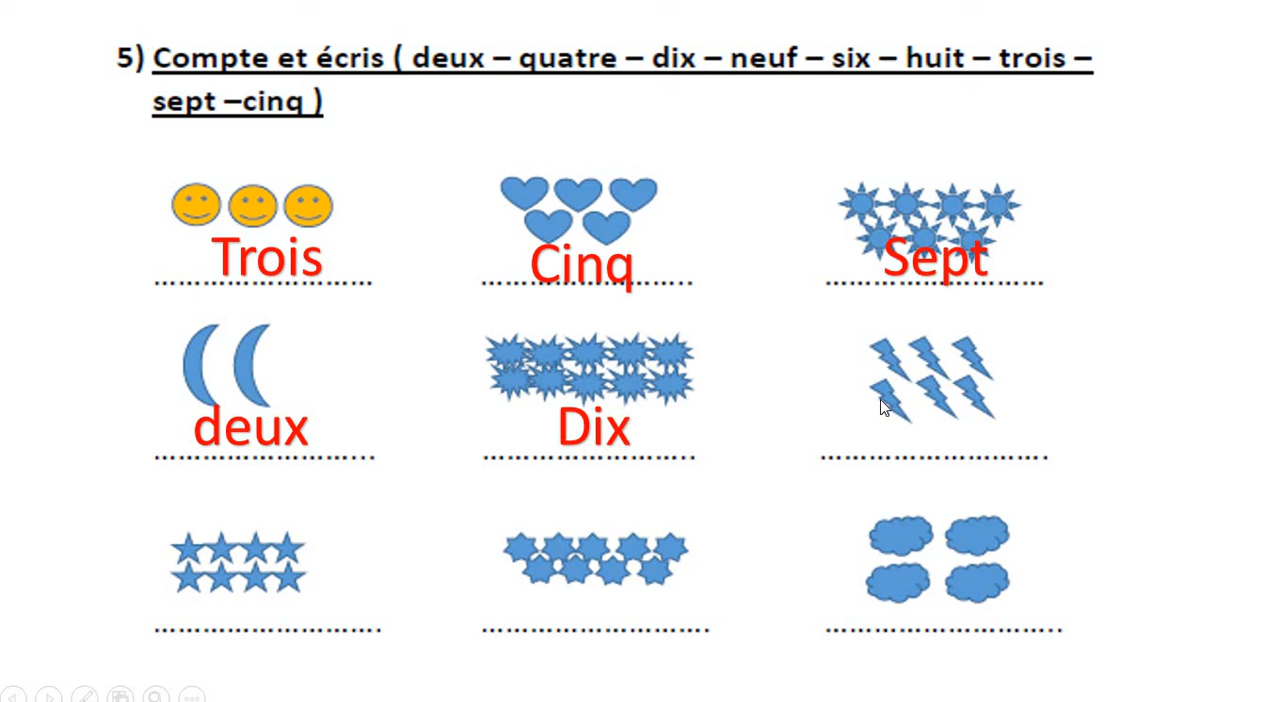 5) Compte et écris ( deux – quatre – dix – neuf – six – huit – trois –
sept –cinq )
Trois
Cinq
Sept
deux
Dix